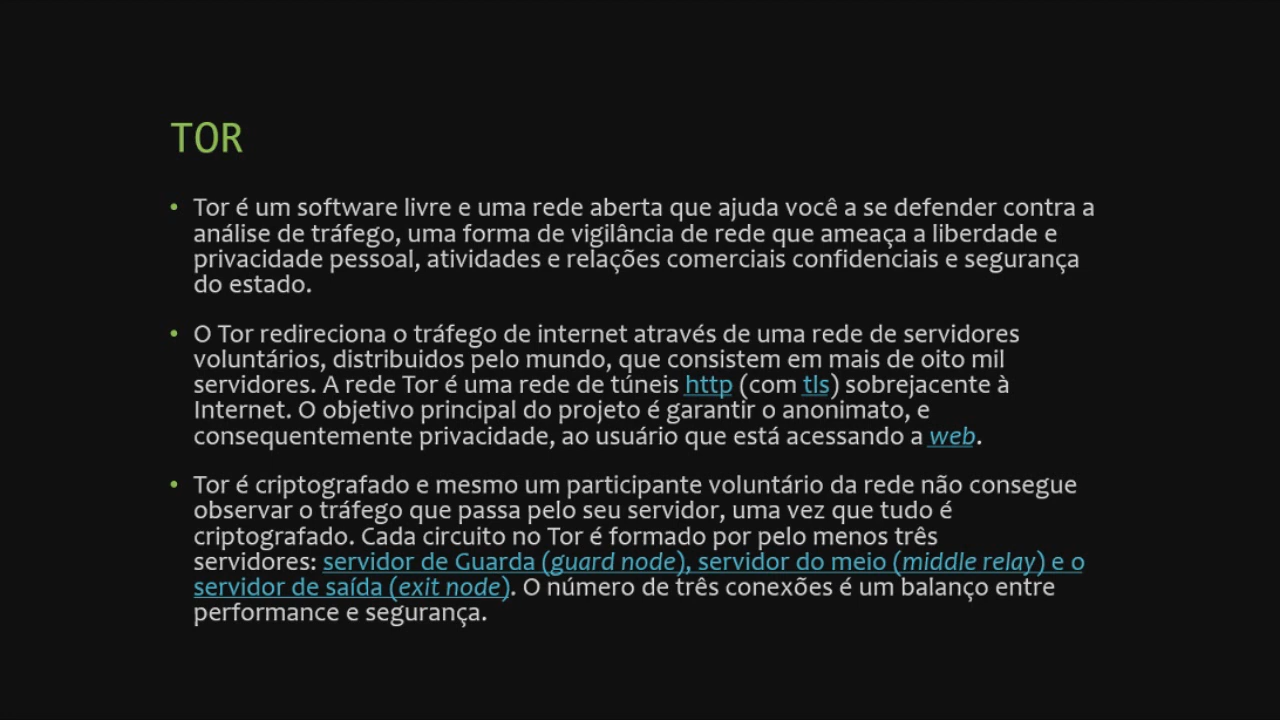 TOR
• Tor é um software livre e uma rede aberta que ajuda você a se defender contra a
análise de tráfego, uma forma de vigilância de rede que ameaça a liberdade e
privacidade pessoal, atividades e relações comerciais confidenciais e segurança
do estado.
• O Tor redireciona o tráfego de internet através de uma rede de servidores
voluntários, distribuidos pelo mundo, que consistem em mais de oito mil
servidores. A rede Tor é uma rede de túneis http (com tls) sobrejacente à
Internet. O objetivo principal do projeto é garantir o anonimato, e
consequentemente privacidade, ao usuário que está acessando a web.
• Tor é criptografado e mesmo um participante voluntário da rede não consegue
observar o tráfego que passa pelo seu servidor, uma vez que tudo é
criptografado. Cada circuito no Tor é formado por pelo menos três
servidores: servidor de Guarda (guard node), servidor do meio (middle relay) e o
servidor de saída (exit node). O número de três conexões é um balanço entre
performance e segurança.